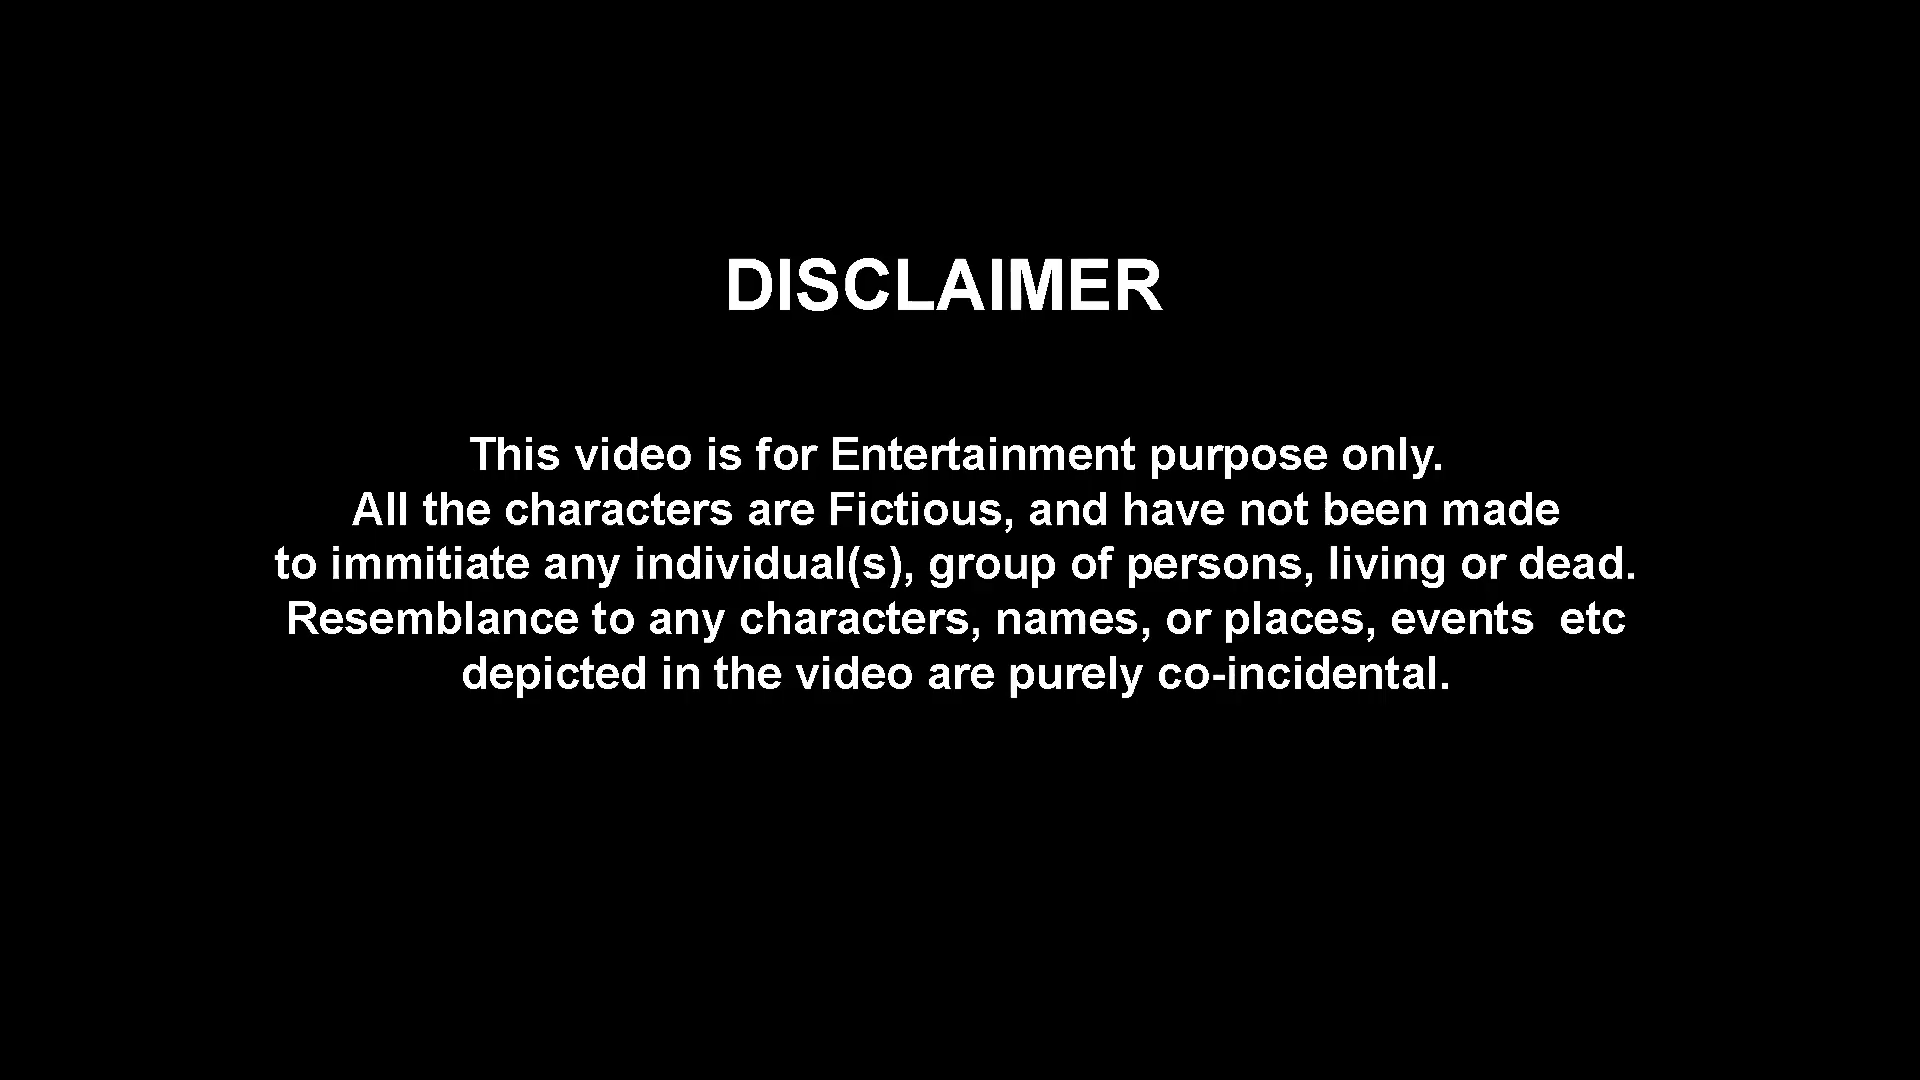 DISCLAIMER
This video is for Entertainment purpose only.
All the characters are Fictious, and have not been made
to immitiate any individual(s), group of persons, living or dead.
Resemblance to any characters, names, or places, events  etc
depicted in the video are purely co-incidental.